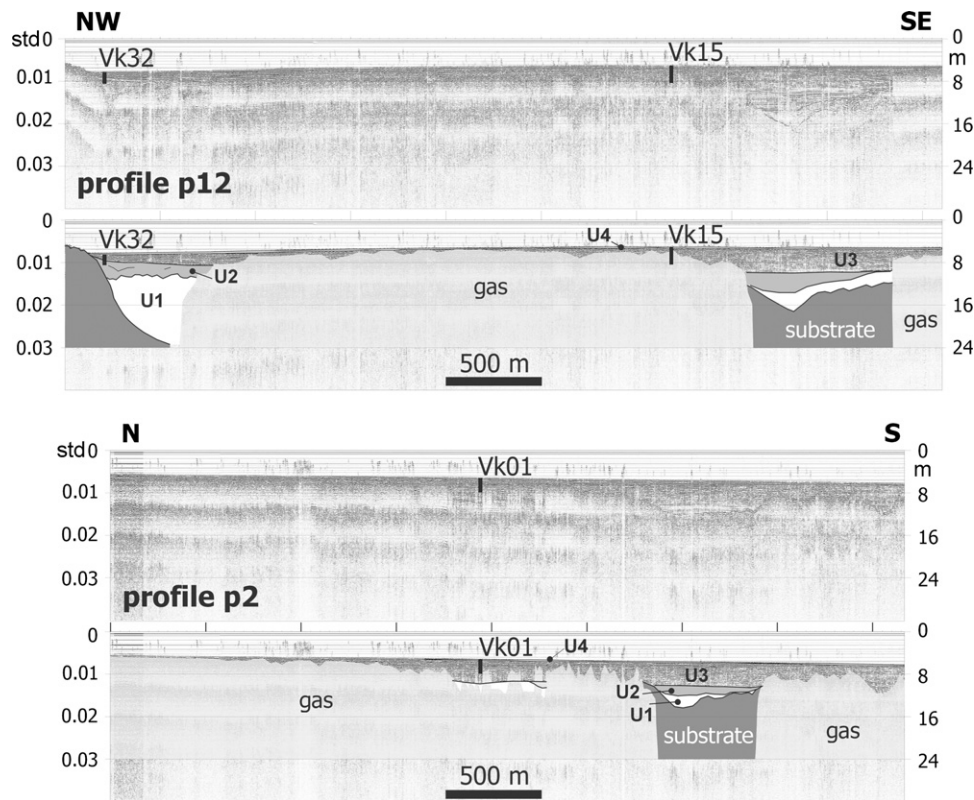 NW SE
std 0 0
m
Vk32 Vk15
0.01 8
0.02 16
0.03 24
profile p12
0 0
Vk32 U4 Vk15
U3
0.01 U2 8
U1
gas
0.02 16
substrate gas
0.03 24
500 m
N S
std 0 0
m
Vk01
0.01 8
0.02 16
0.03 24
profile p2
0 0
Vk01 U4
0.01 U3 8
U2
gas U1
0.02 16
substrate gas
0.03 24
500 m